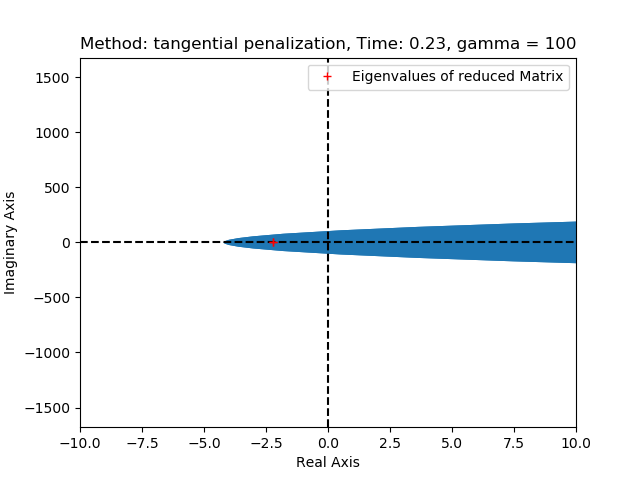 Method: tangential penalization, Time: 0.23, gamma = 100
Eigenvalues of reduced Matrix
Imaginary Axis
1500
1000
500
0
−500
−1000
−1500
−10.0 −7.5 −5.0 −2.5 0.0 2.5 5.0 7.5 10.0
Real Axis